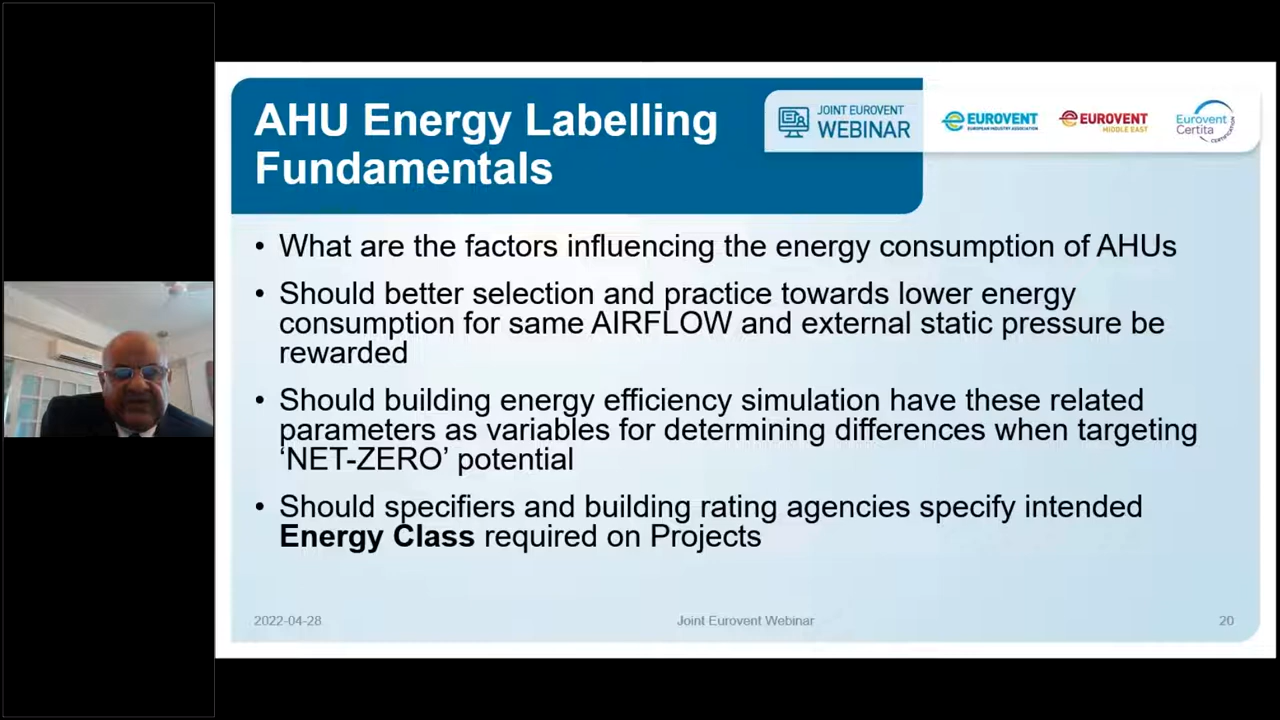 AHU Energy Labelling
Fundamentals
JOINT EUROVENT
WEBINAR
EUROVENT
EUROPEAN INDUSTRY ASSOCIATION
EUROVENT
MIDDLE EAST
Eurovent
Certita
CERTIFICATION
• What are the factors influencing the energy consumption of AHUs
• Should better selection and practice towards lower energy
consumption for same AIRFLOW and external static pressure be
rewarded
• Should building energy efficiency simulation have these related
parameters as variables for determining differences when targeting
‘NET-ZERO’ potential
• Should specifiers and building rating agencies specify intended
Energy Class required on Projects
2022-04-28
Joint Eurovent Webinar
20